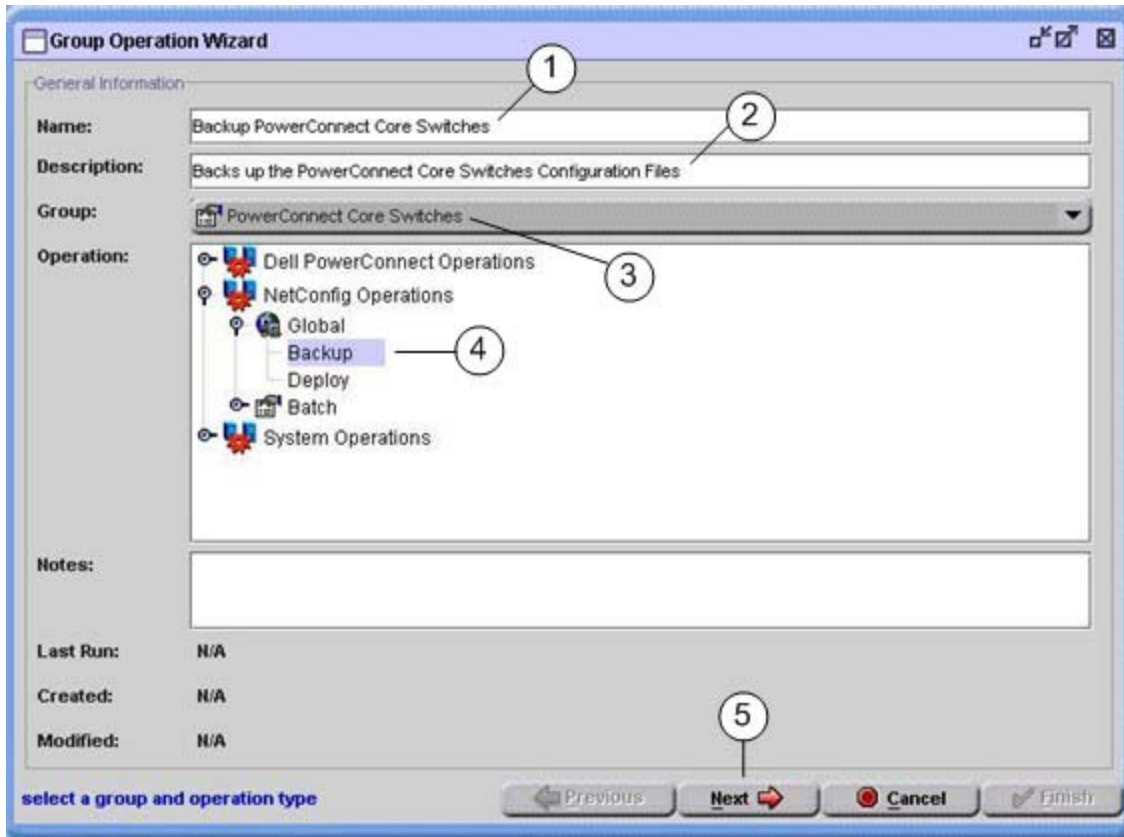 Group Operation Wizard
General Information
1
Name: Backup PowerConnect Core Switches
2
Description: Backs up the PowerConnect Core Switches Configuration Files
Group: PowerConnect Core Switches
3
Operation: Dell PowerConnect Operations
NetConfig Operations
Global
Backup
4
Deploy
Batch
System Operations
Notes:
Last Run: N/A
Created: N/A
5
Modified: N/A
select a group and operation type
Previous Next Cancel Finish